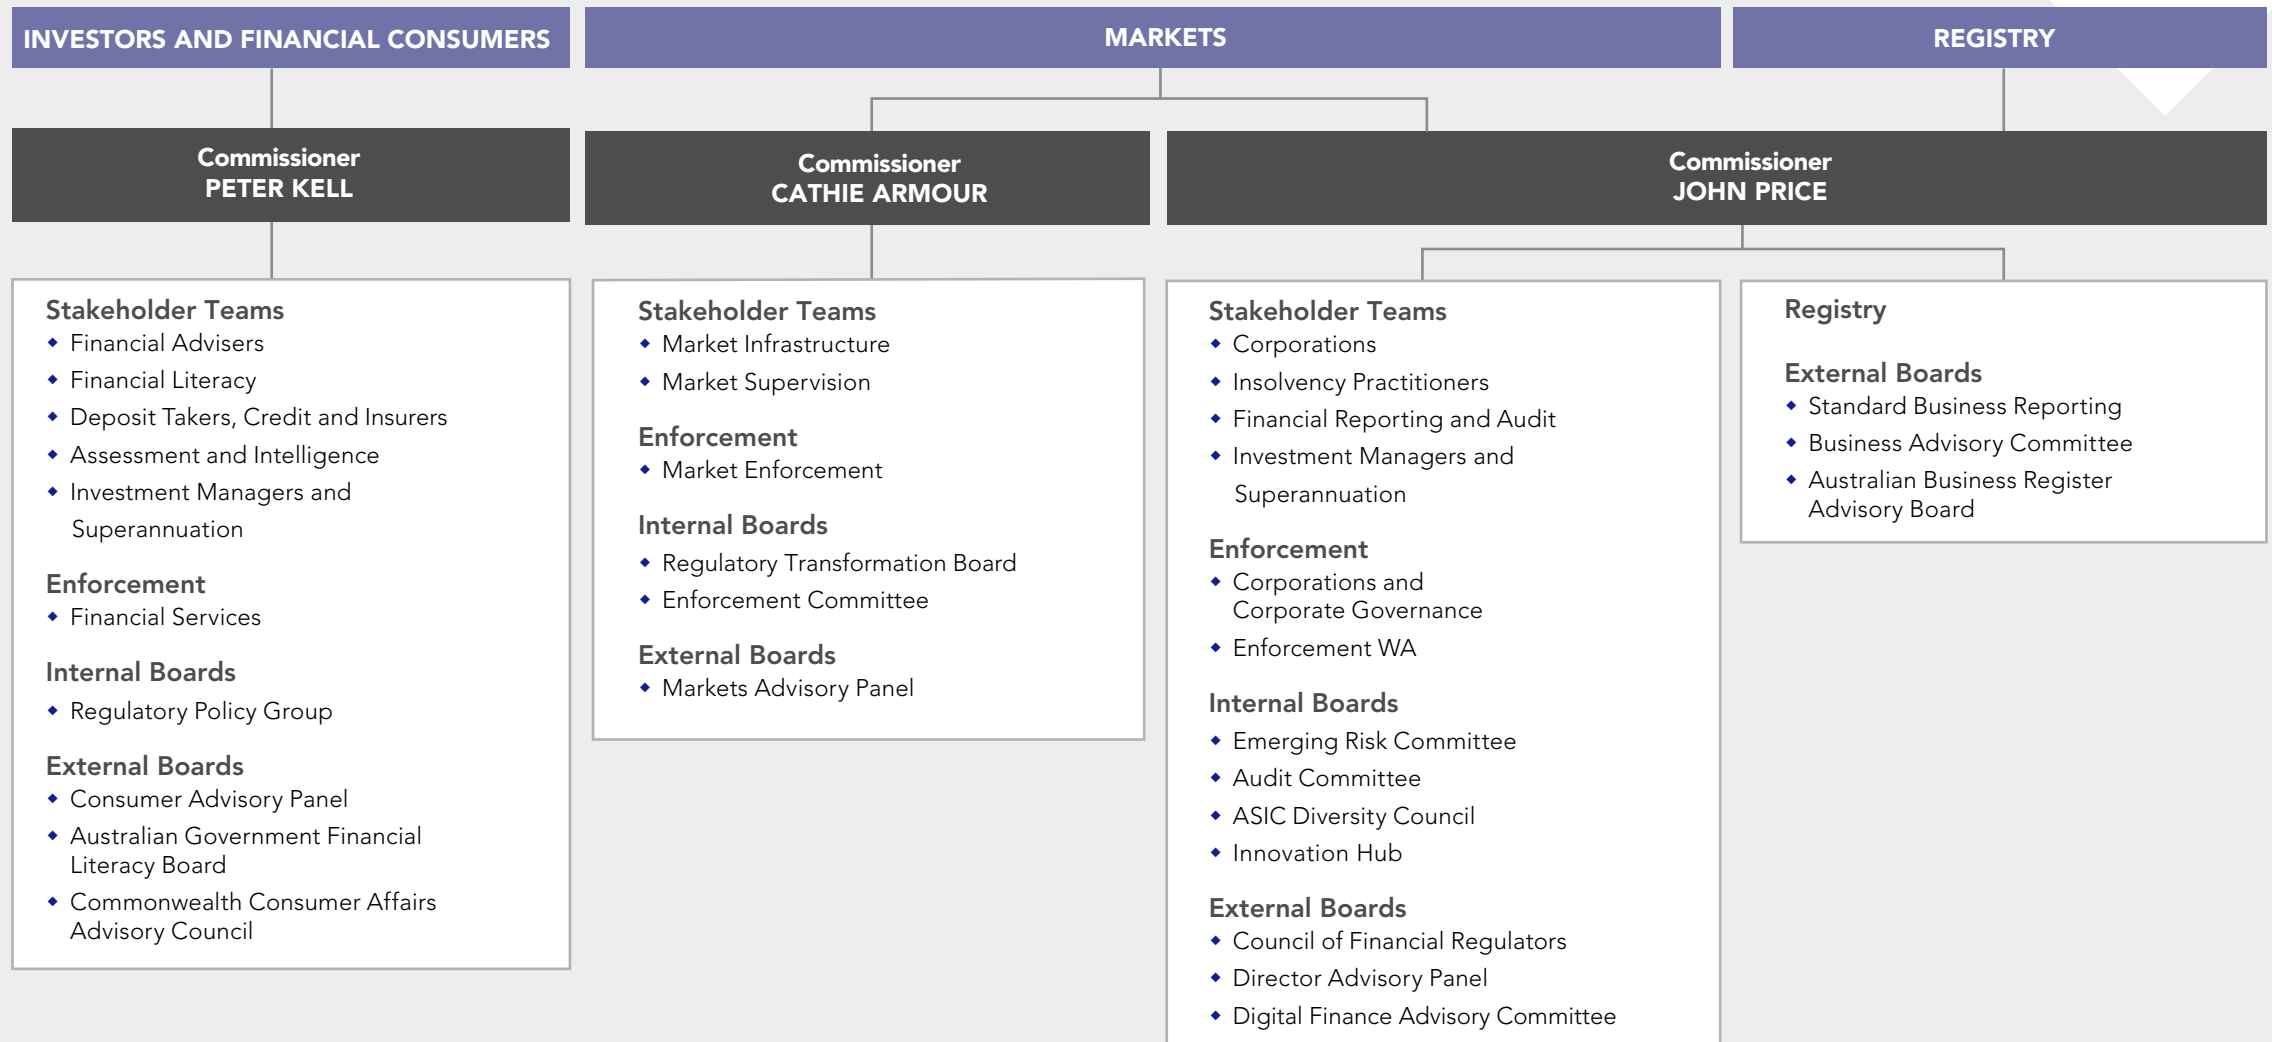 INVESTORS AND FINANCIAL CONSUMERS
MARKETS
REGISTRY
Commissioner
PETER KELL
Commissioner
CATHIE ARMOUR
Commissioner
JOHN PRICE
Stakeholder Teams
Financial Advisers
Financial Literacy
Deposit Takers, Credit and Insurers
Assessment and Intelligence
Investment Managers and
Superannuation
Enforcement
Financial Services
Internal Boards
Regulatory Policy Group
External Boards
Consumer Advisory Panel
Australian Government Financial
Literacy Board
Commonwealth Consumer Affairs
Advisory Council
Stakeholder Teams
Market Infrastructure
Market Supervision
Enforcement
Market Enforcement
Internal Boards
Regulatory Transformation Board
Enforcement Committee
External Boards
Markets Advisory Panel
Stakeholder Teams
Corporations
Insolvency Practitioners
Financial Reporting and Audit
Investment Managers and
Superannuation
Enforcement
Corporations and
Corporate Governance
Enforcement WA
Internal Boards
Emerging Risk Committee
Audit Committee
ASIC Diversity Council
Innovation Hub
External Boards
Council of Financial Regulators
Director Advisory Panel
Digital Finance Advisory Committee
Registry
External Boards
Standard Business Reporting
Business Advisory Committee
Australian Business Register
Advisory Board